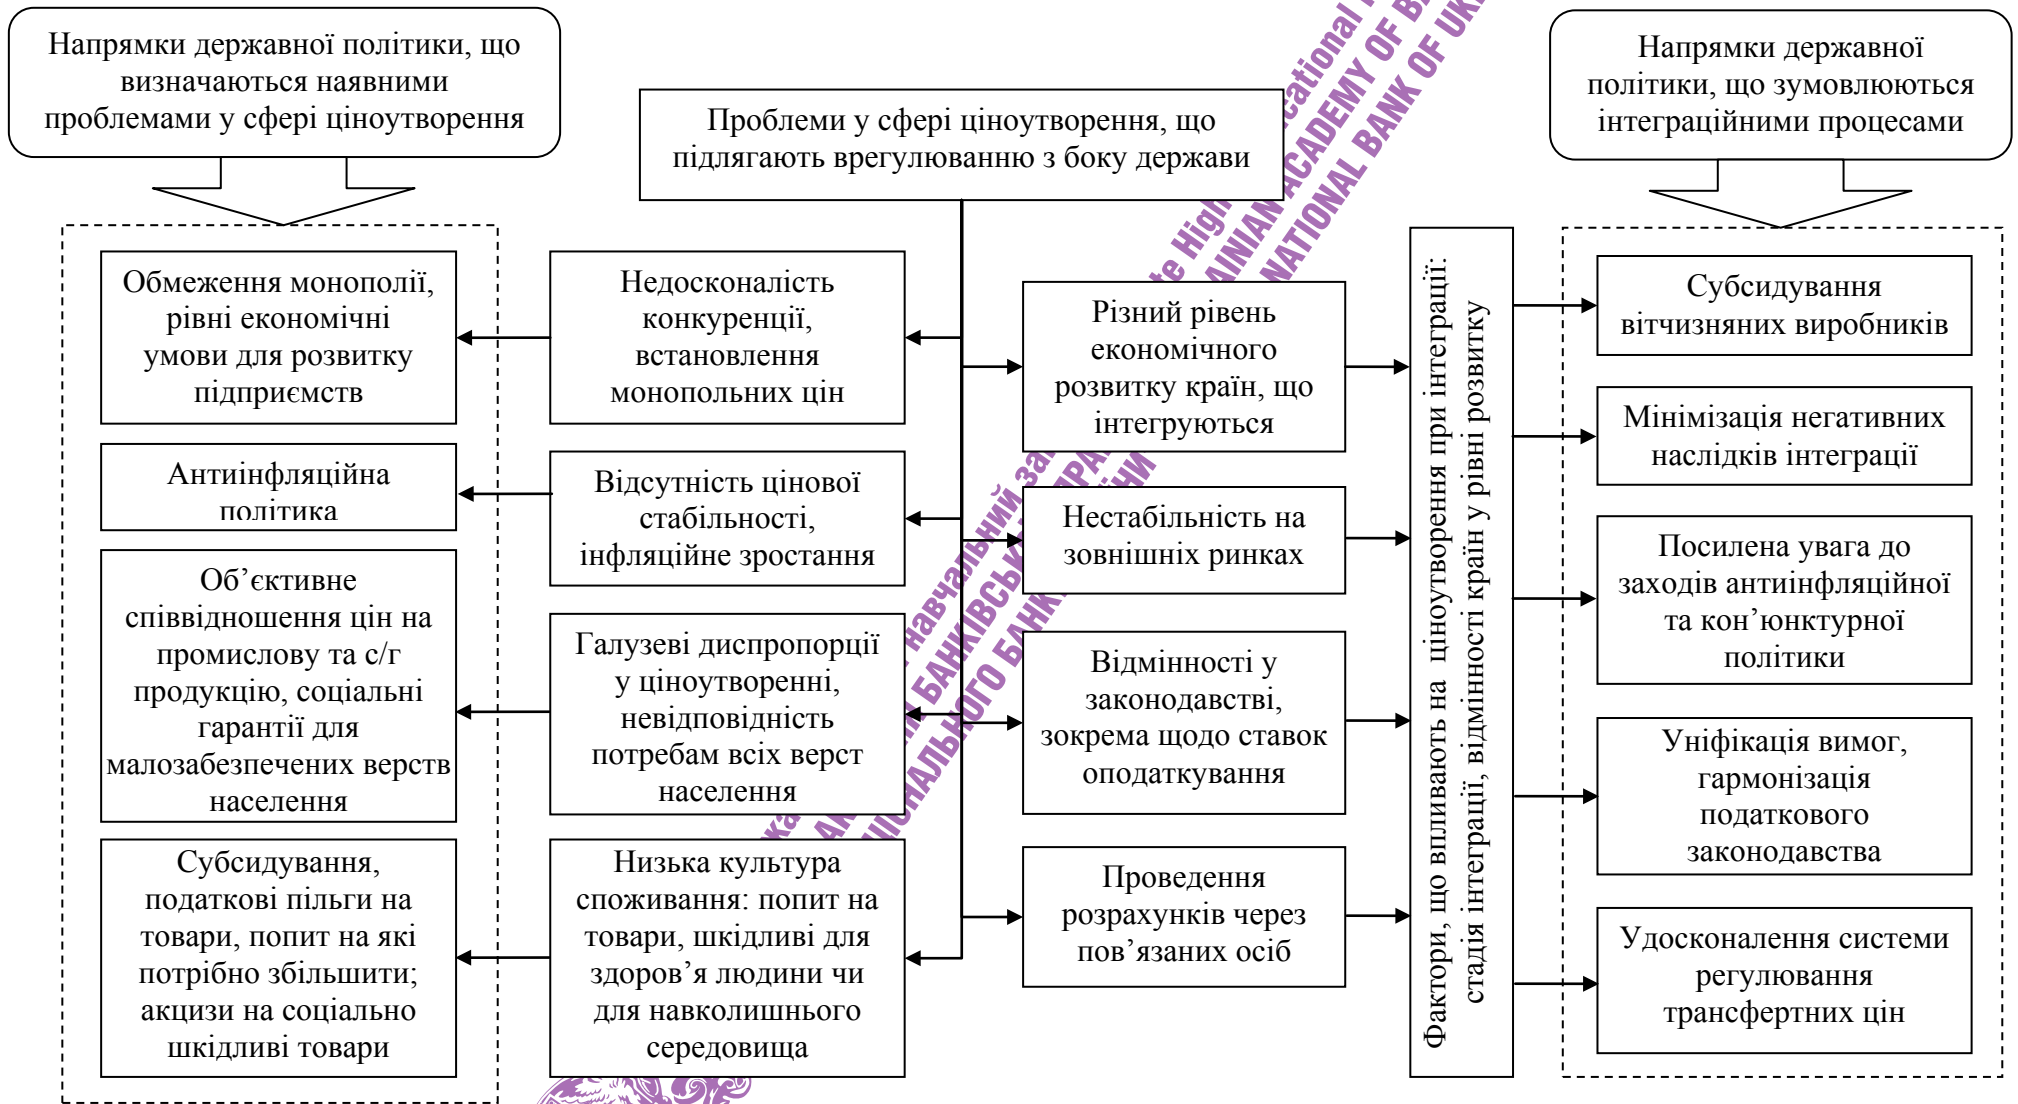 Напрямки державної політики, що
визначаються наявними
проблемами у сфері ціноутворення
Проблеми у сфері ціноутворення, що
підлягають врегулюванню з боку держави
Напрямки державної
політики, що зумовлюються
інтеграційними процесами
Обмеження монополії,
рівні економічні
умови для розвитку
підприємств
Антиінфляційна
політика
Об’єктивне
співвідношення цін на
промислову та с/г
продукцію, соціальні
гарантії для
малозабезпечених верств
населення
Субсидування,
податкові пільги на
товари, попит на які
потрібно збільшити;
акцизи на соціально
шкідливі товари
Недосконалість
конкуренції,
встановлення
монопольних цін
Відсутність цінової
стабільності,
інфляційне зростання
Галузеві диспропорції
у ціноутворенні,
невідповідність
потребам всіх верст
населення
Низька культура
споживання: попит на
товари, шкідливі для
здоров’я людини чи
для навколишнього
середовища
Різний рівень
економічного
розвитку країн, що
інтегруються
Нестабільність на
зовнішніх ринках
Відмінності у
законодавстві,
зокрема щодо ставок
оподаткування
Проведення
розрахунків через
пов’язаних осіб
Фактори, що впливають на ціноутворення при інтеграції:
стадія інтеграції, відмінності країн у рівні розвитку
Субсидування
вітчизняних виробників
Мінімізація негативних
наслідків інтеграції
Посилена увага до
заходів антиінфляційної
та кон’юнктурної
політики
Уніфікація вимог,
гармонізація
податкового
законодавства
Удосконалення системи
регулювання
трансфертних цін
ACADEMY OF
NATIONAL BANK OF